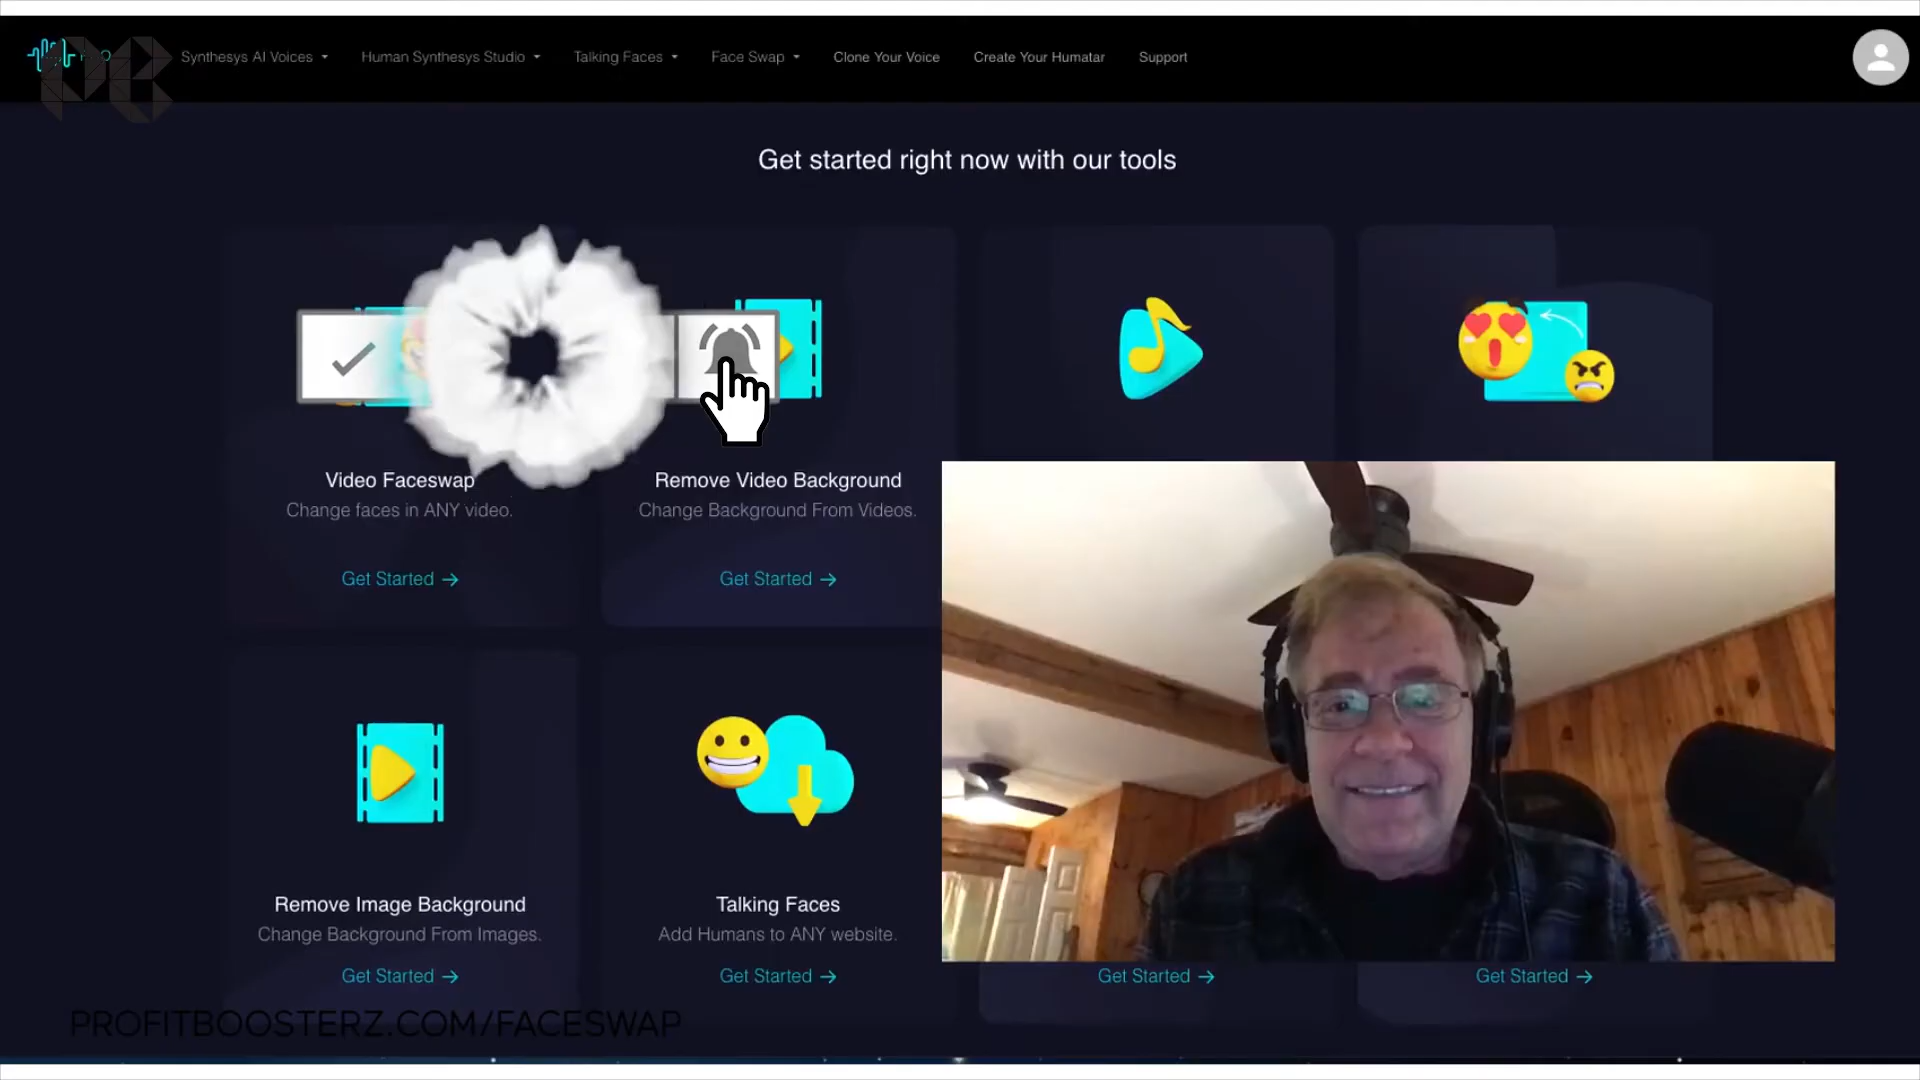 Synthesys AI Voices
Human Synthesys Studio
Talking Faces
Face Swap
Clone Your Voice
Create Your Humatar
Support
Get started right now with our tools
Video Faceswap
Change faces in ANY video.
Get Started →
Remove Video Background
Change Background From Videos.
Get Started →
Remove Image Background
Change Background From Images.
Get Started →
Talking Faces
Add Humans to ANY website.
Get Started →
Get Started →
Get Started →
PROFITBOOSTERZ.COM/FACESWAP